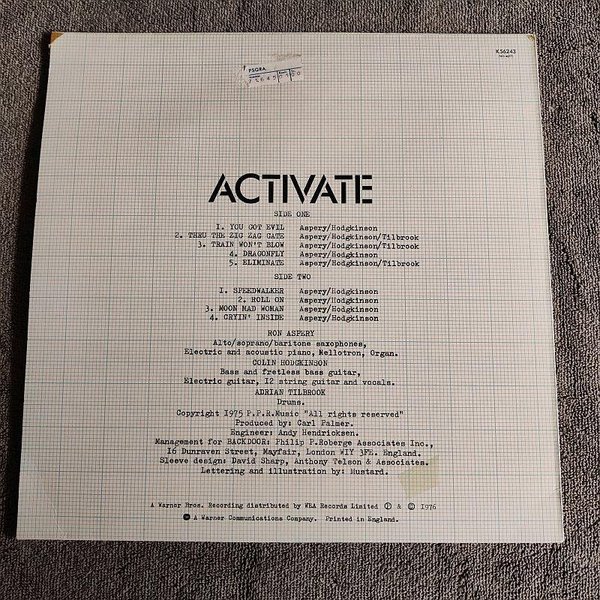 K56243
PSGRA
ACTIVATE
SIDE ONE
1. YOU GOT EVIL Aspery/Hodgkinson
2. THRU THE ZIG ZAG GATE Aspery/Hodgkinson/Tilbrook
3. TRAIN WON'T BLOW Aspery/Hodgkinson/Tilbrook
4. DRAGONFLY Aspery/Hodgkinson
5. ELIMINATE Aspery/Hodgkinson/Tilbrook
SIDE TWO
1. SPEEDWALKER Aspery/Hodgkinson
2. ROLL ON Aspery/Hodgkinson
3. MOON MAD WOMAN Aspery/Hodgkinson
4. CRYIN' INSIDE Aspery/Hodgkinson
RON ASPERY
Alto/soprano/baritone saxophones,
Electric and acoustic piano, Mellotron, Organ.
COLIN HODGKINSON
Bass and fretless bass guitar,
Electric guitar, 12 string guitar and vocals.
ADRIAN TILBROOK
Drums.
Copyright 1975 P.P.R.Music "All rights reserved"
Produced by: Carl Palmer.
Engineer: Andy Hendricksen.
Management for BACKDOOR: Philip P.Roberge Associates Inc.,
16 Dunraven Street, Mayfair, London W1Y 3FE. England.
Sleeve design: David Sharp, Anthony Telson & Associates.
Lettering and illustration by: Mustard.
A Warner Bros. Recording distributed by WEA Records Limited Ⓟ & © 1976
A Warner Communications Company. Printed in England.